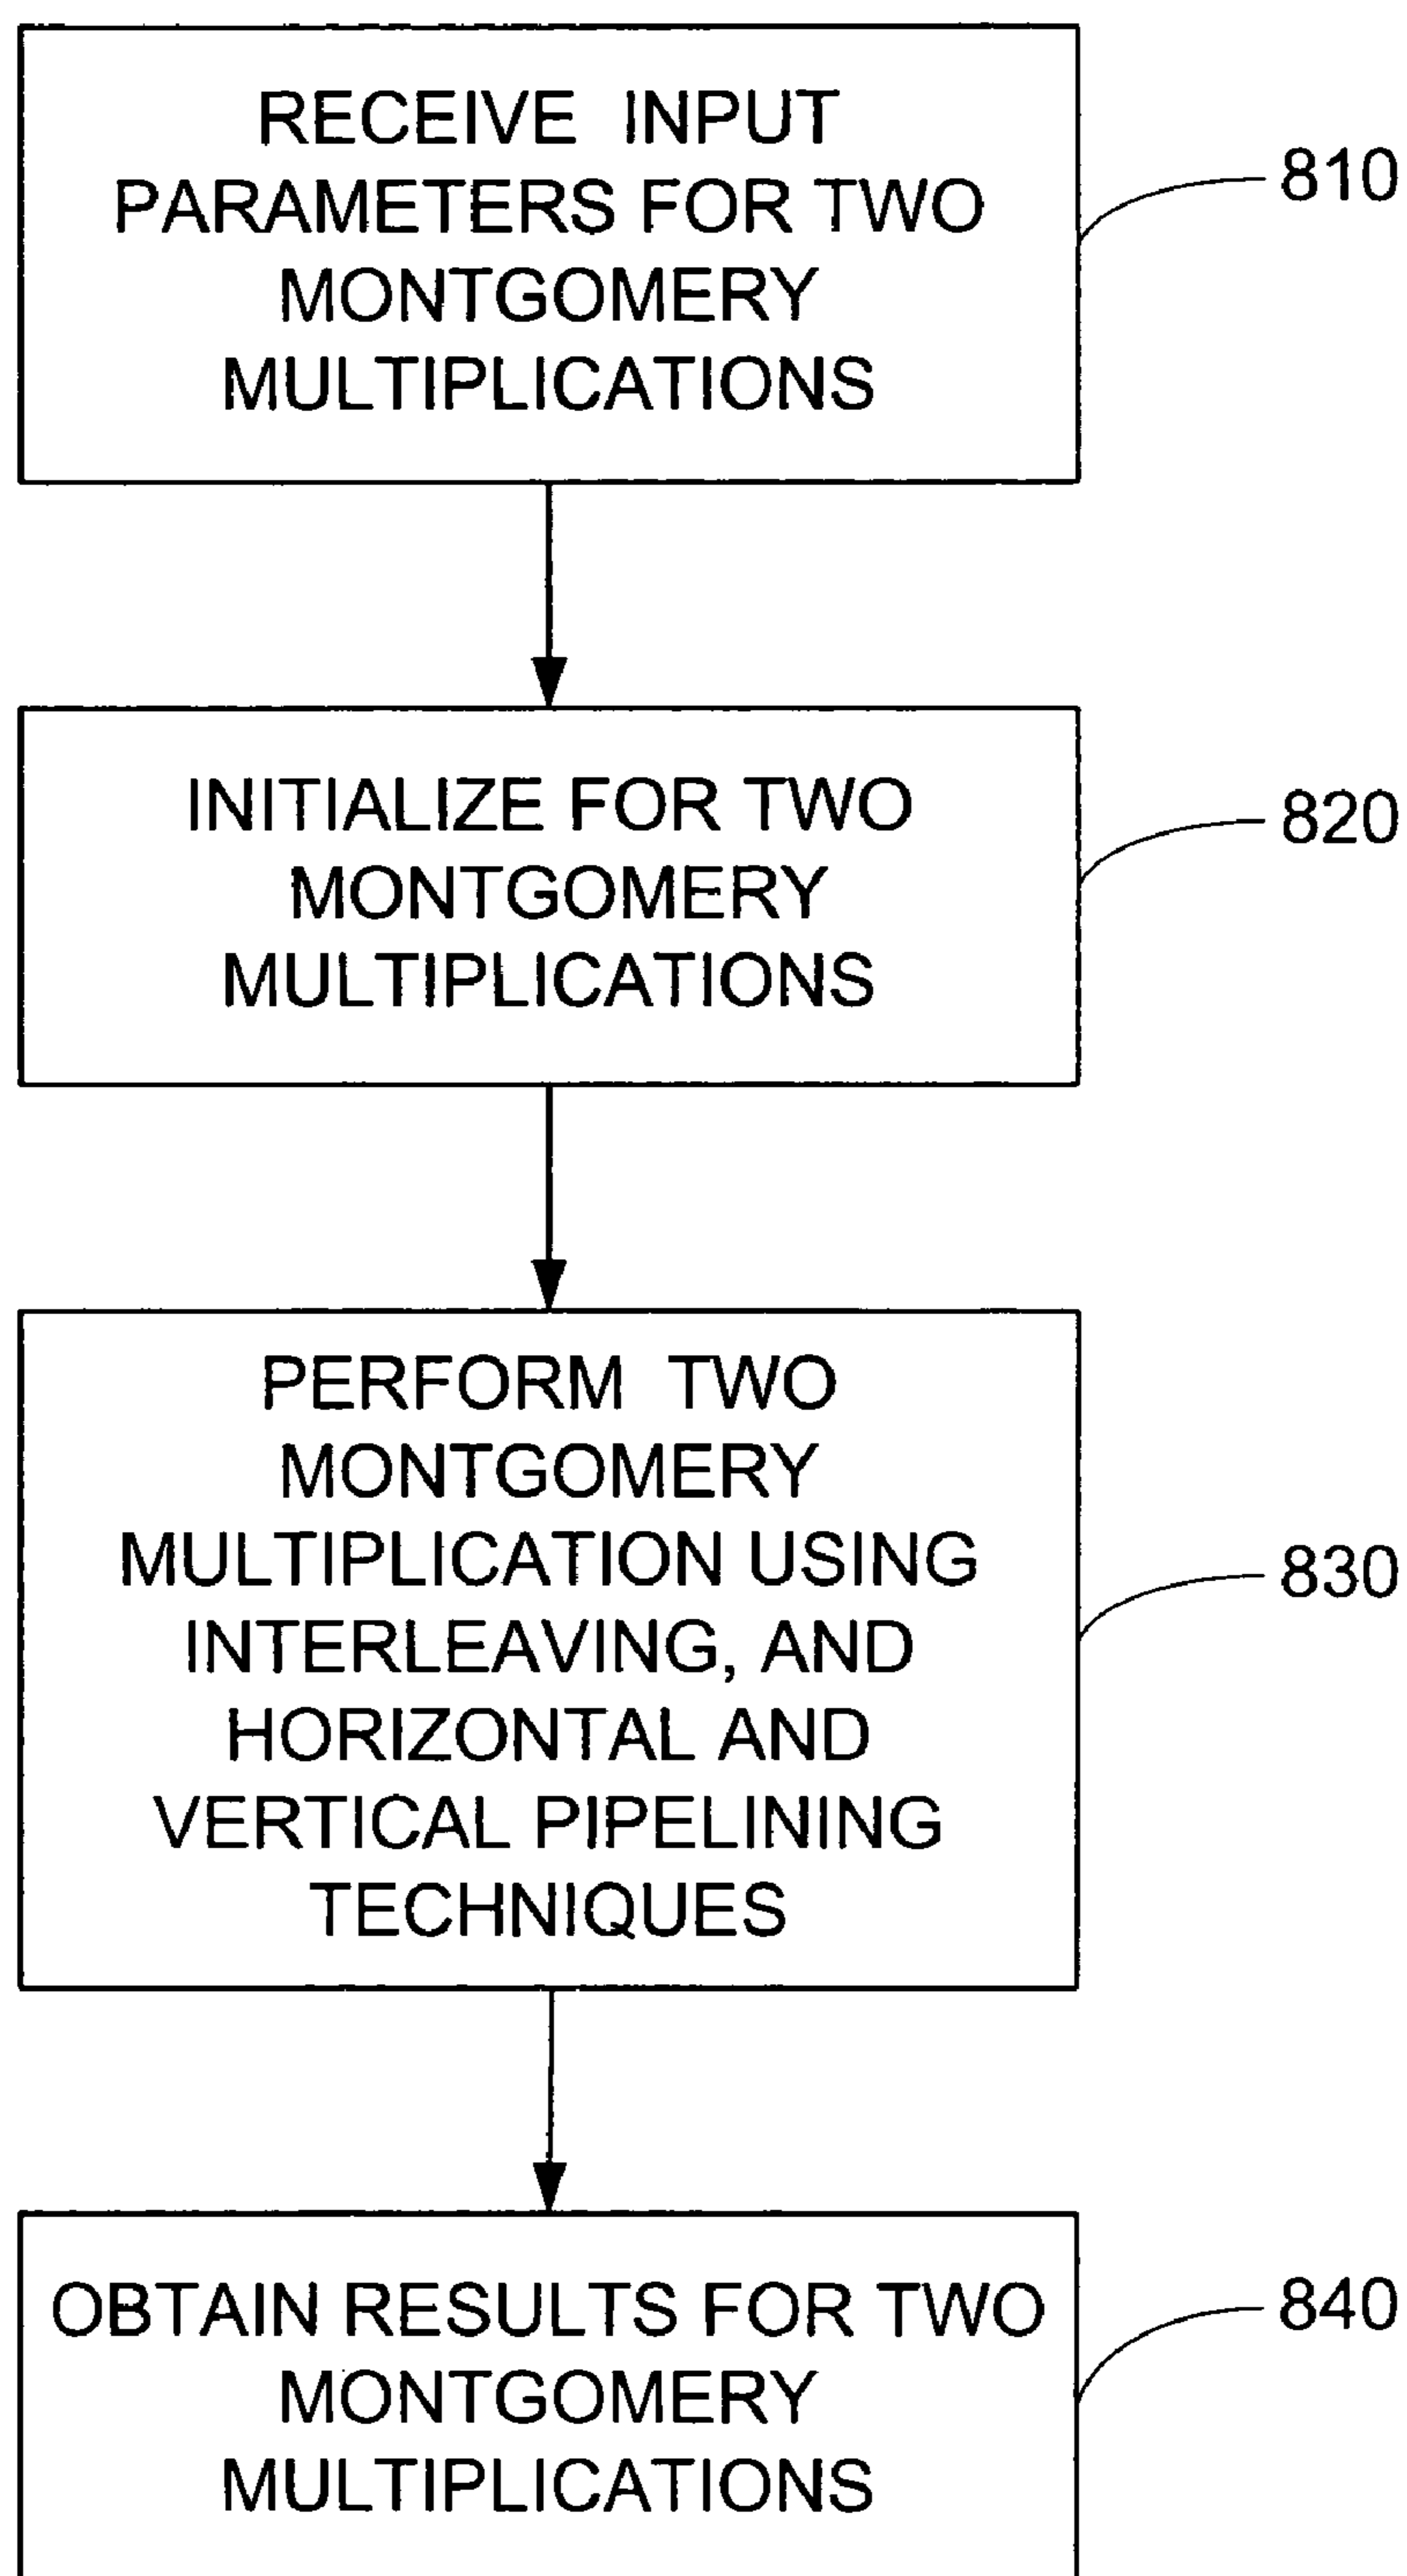 RECEIVE INPUT
PARAMETERS FOR TWO
MONTGOMERY
MULTIPLICATIONS
810
INITIALIZE FOR TWO
MONTGOMERY
MULTIPLICATIONS
820
PERFORM TWO
MONTGOMERY
MULTIPLICATION USING
INTERLEAVING, AND
HORIZONTAL AND
VERTICAL PIPELINING
TECHNIQUES
830
OBTAIN RESULTS FOR TWO
MONTGOMERY
MULTIPLICATIONS
840